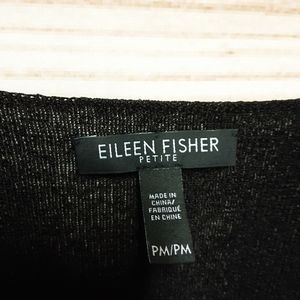 EILEEN FISHER
PETITE
MADE IN
CHINA/
FABRIQUÉ
EN CHINE
PM/PM